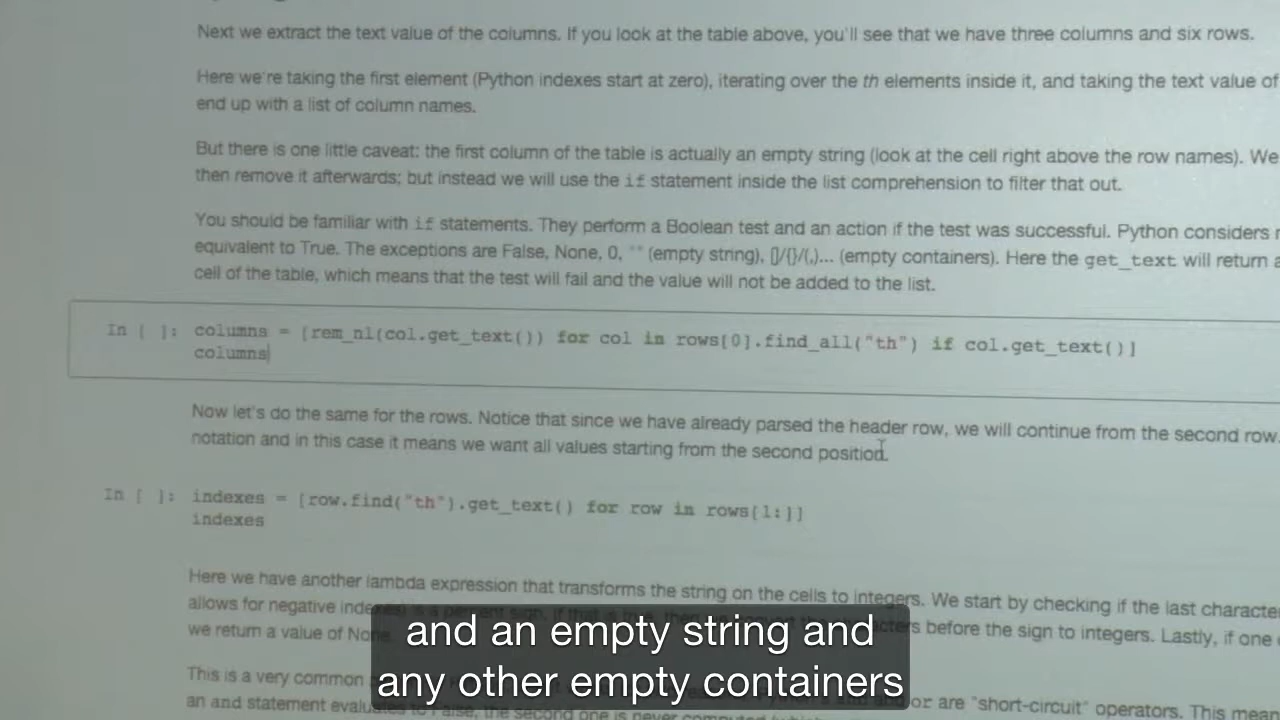 Next we extract the text value of the columns. If you look at the table above, you'll see that we have three columns and six rows.
Here we're taking the first element (Python indexes start at zero), iterating over the th elements inside it, and taking the text value of
end up with a list of column names.
But there is one little caveat: the first column of the table is actually an empty string (look at the cell right above the row names). We
then remove it afterwards; but instead we will use the if statement inside the list comprehension to filter that out.
You should be familiar with if statements. They perform a Boolean test and an action if the test was successful. Python considers
equivalent to True. The exceptions are False, None, 0, "" (empty string), []/{}/(,)... (empty containers). Here the get_text will return a
cell of the table, which means that the test will fail and the value will not be added to the list.
In [ ]: columns = [rem_nl(col.get_text()) for col in rows[0].find_all("th") if col.get_text()]
columns
Now let's do the same for the rows. Notice that since we have already parsed the header row, we will continue from the second row.
notation and in this case it means we want all values starting from the second position.
In [ ]: indexes = [row.find("th").get_text() for row in rows[1:]]
indexes
Here we have another lambda expression that transforms the string on the cells to integers. We start by checking if the last characte
allows for negative before the sign to integers. Lastly, if one
we return a value of
This is a very common or are "short-circuit" operators. This mean
an and statement the second one is never computed
and an empty string and
any other empty containers